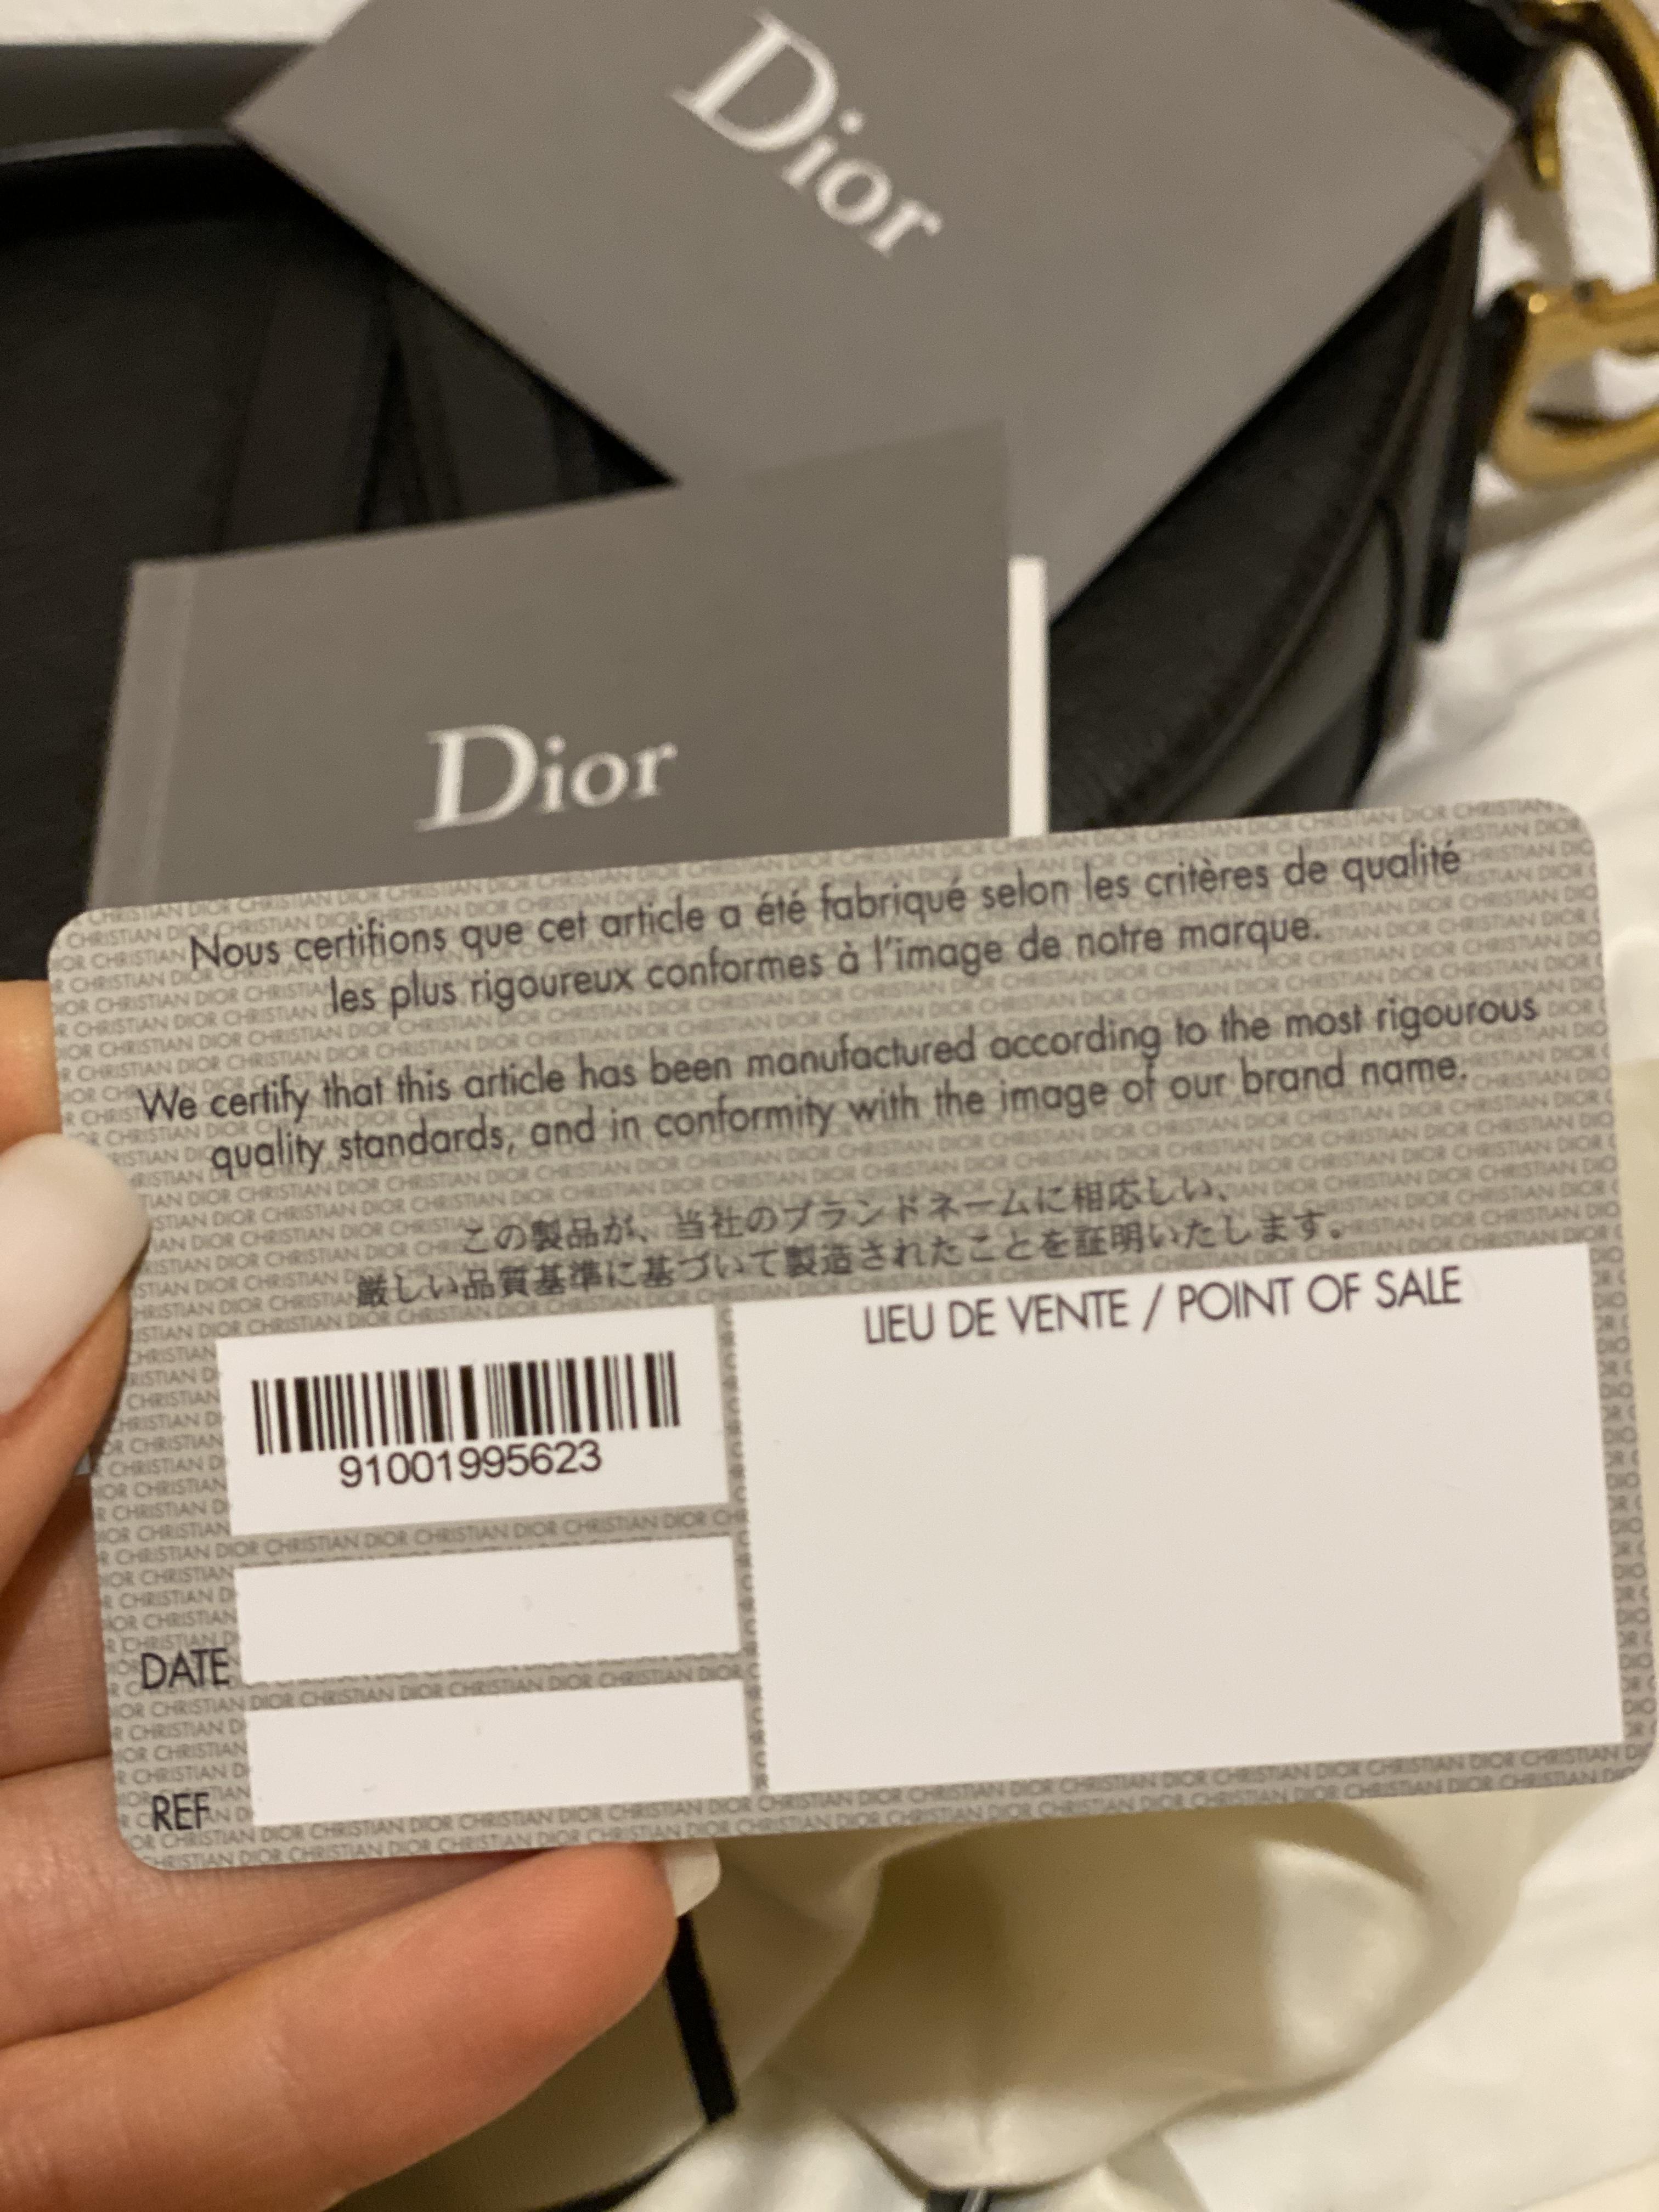 Dior
Dior
Nous certifions que cet article a été fabriqué selon les critères de qualité
les plus rigoureux conformes à l'image de notre marque.
We certify that this article has been manufactured according to the most rigourous
quality standards, and in conformity with the image of our brand name.
この製品が、当社のブランドネームに相応しい、
厳しい品質基準に基づいて製造されたことを証明いたします。
LIEU DE VENTE / POINT OF SALE
91001995623
DATE
REF